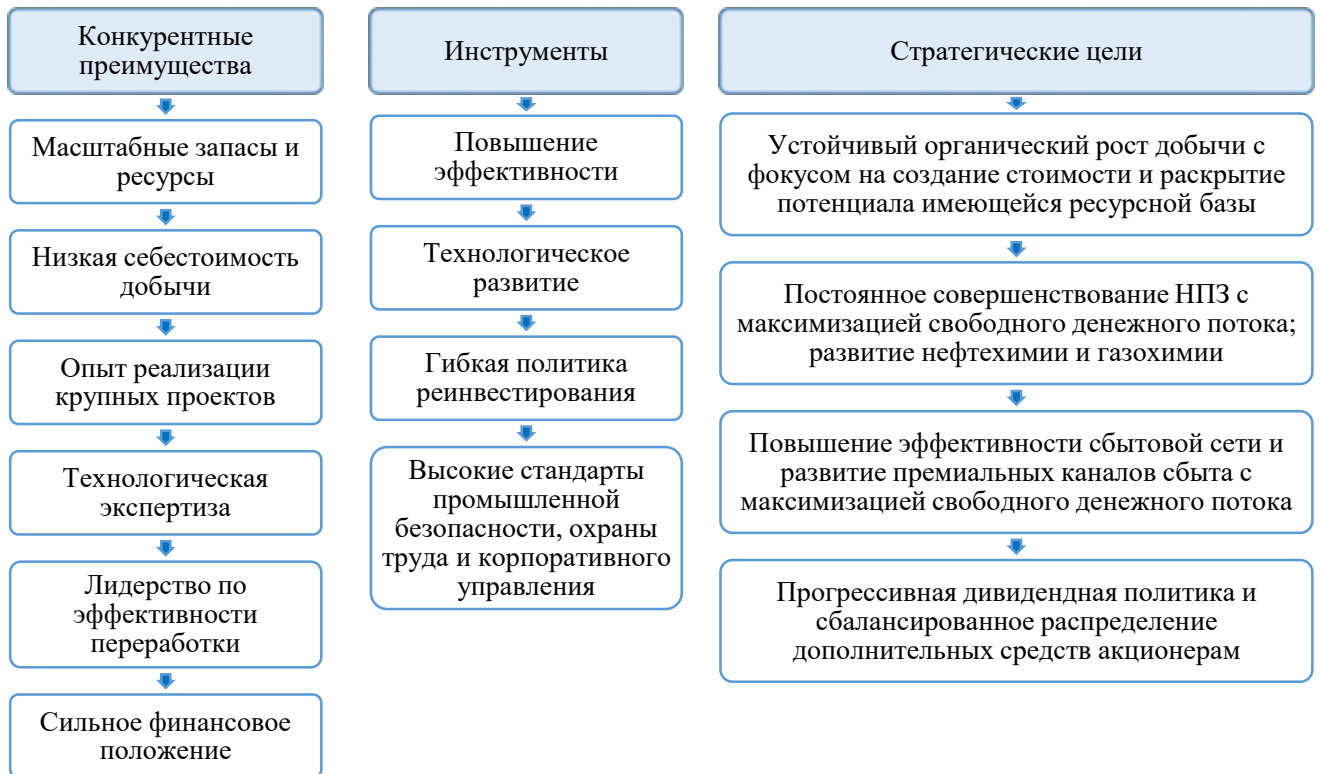 Конкурентные
преимущества
Масштабные запасы и
ресурсы
Низкая себестоимость
добычи
Опыт реализации
крупных проектов
Технологическая
экспертиза
Лидерство по
эффективности
переработки
Сильное финансовое
положение
Инструменты
Повышение
эффективности
Технологическое
развитие
Гибкая политика
реинвестирования
Высокие стандарты
промышленной
безопасности, охраны
труда и корпоративного
управления
Стратегические цели
Устойчивый органический рост добычи с
фокусом на создание стоимости и раскрытие
потенциала имеющейся ресурсной базы
Постоянное совершенствование НПЗ с
максимизацией свободного денежного потока;
развитие нефтехимии и газохимии
Повышение эффективности сбытовой сети и
развитие премиальных каналов сбыта с
максимизацией свободного денежного потока
Прогрессивная дивидендная политика и
сбалансированное распределение
дополнительных средств акционерам